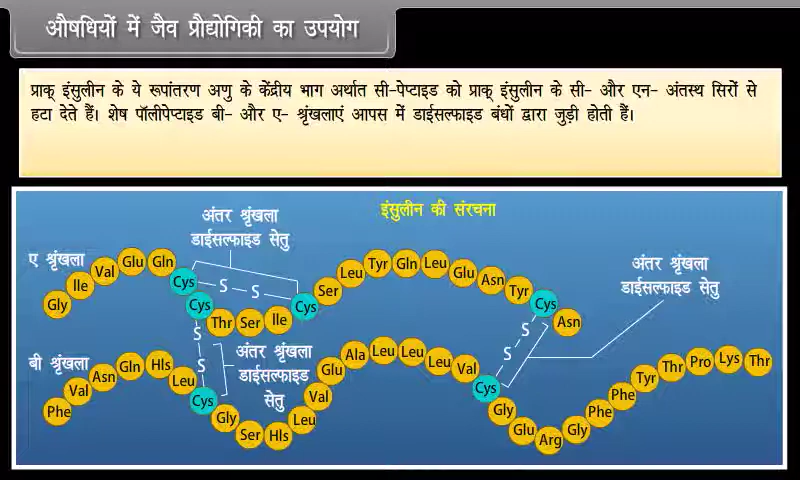 औषधियों में जैव प्रौद्योगिकी का उपयोग
प्राक् इंसुलीन के ये रूपांतरण अणु के केंद्रीय भाग अर्थात सी-पेप्टाइड को प्राक् इंसुलीन के सी- और एन- अंतस्थ सिरों से
हटा देते हैं। शेष पॉलीपेप्टाइड बी- और ए- श्रृंखलाएं आपस में डाईसल्फाइड बंधों द्वारा जुड़ी होती हैं।
इंसुलीन की संरचना
अंतर श्रृंखला
डाईसल्फाइड सेतु
ए श्रृंखला
Gly Ile Val Glu Gln Cys Cys Thr Ser Ile Cys Ser Leu Tyr Gln Leu Glu Asn Tyr Cys Asn
S S
अंतर श्रृंखला
डाईसल्फाइड सेतु
S
S
अंतर श्रृंखला
डाईसल्फाइड
सेतु
S
S
बी श्रृंखला
Phe Val Asn Gln Hls Leu Cys Gly Ser Hls Leu Val Glu Ala Leu Leu Leu Val Cys Gly Glu Arg Gly Phe Phe Tyr Thr Pro Lys Thr